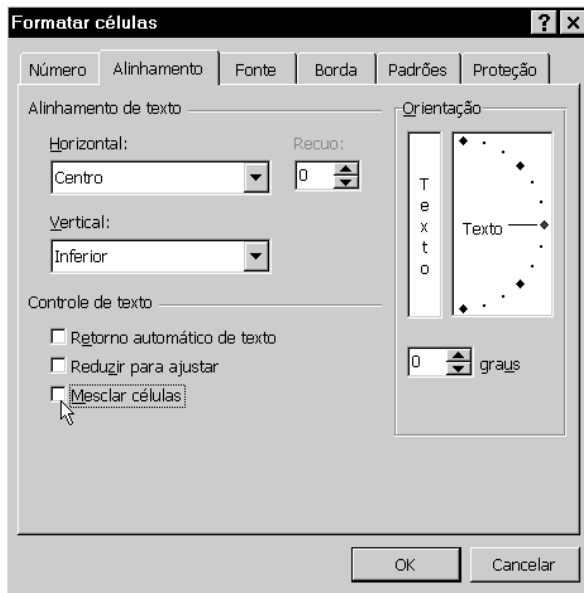 Formatar células
Número Alinhamento Fonte Borda Padrões Proteção
Alinhamento de texto
Horizontal: Recuo:
Centro 0
Vertical:
Inferior
Controle de texto
Retorno automático de texto
Reduzir para ajustar
Mesclar células
Orientação
Texto
Texto
0 graus
OK Cancelar